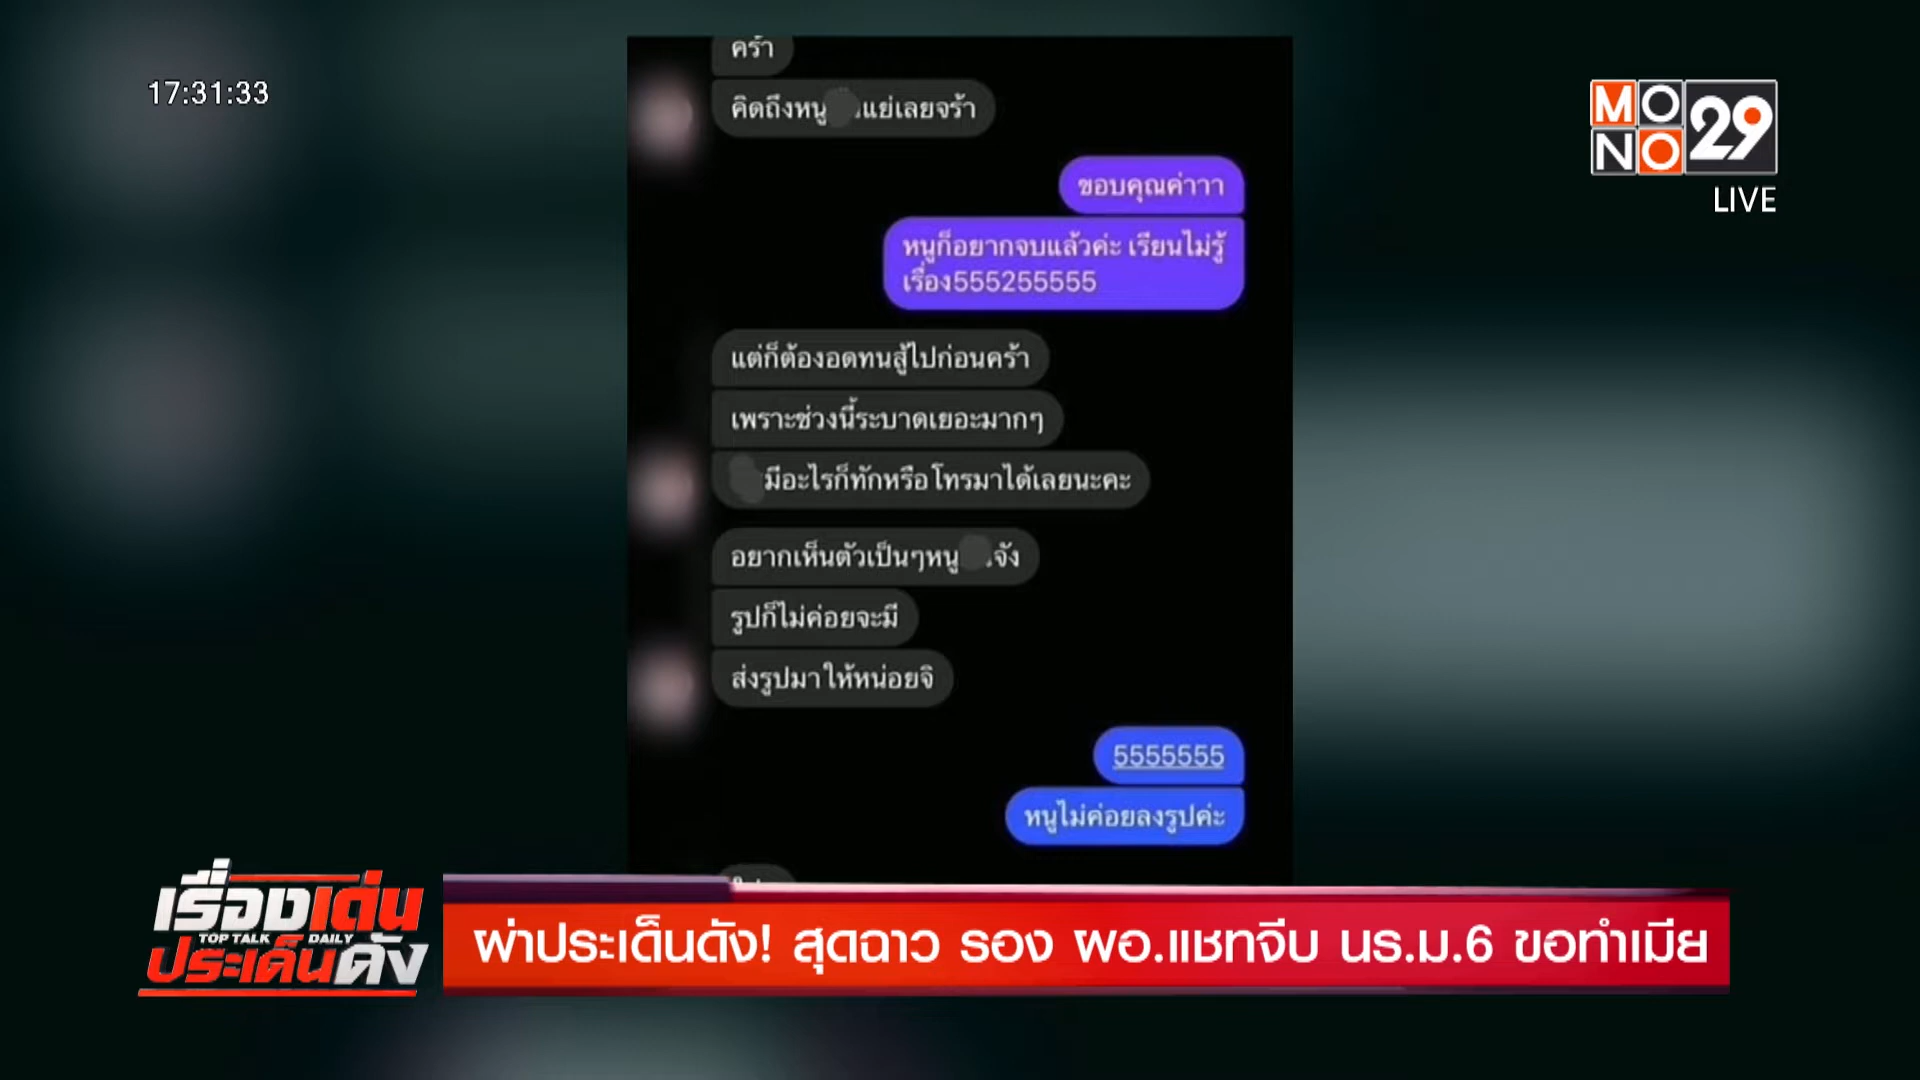 17:31:33
MONO 29
LIVE
คร้า
คิดถึงหนู แย่เลยจร้า
ขอบคุณค่าาา
หนูก็อยากจบแล้วค่ะ เรียนไม่รู้
เรื่อง555255555
แต่ก็ต้องอดทนสู้ไปก่อนคร้า
เพราะช่วงนี้ระบาดเยอะมากๆ
มีอะไรก็ทักหรือโทรมาได้เลยนะคะ
อยากเห็นตัวเป็นๆหนู จัง
รูปก็ไม่ค่อยจะมี
ส่งรูปมาให้หน่อยจิ
5555555
หนูไม่ค่อยลงรูปค่ะ
เรื่องเด่น
TOP TALK DAILY
ประเด็นดัง
ผ่าประเด็นดัง! สุดฉาว รอง ผอ.แชทจีบ นร.ม.6 ขอทำเมีย